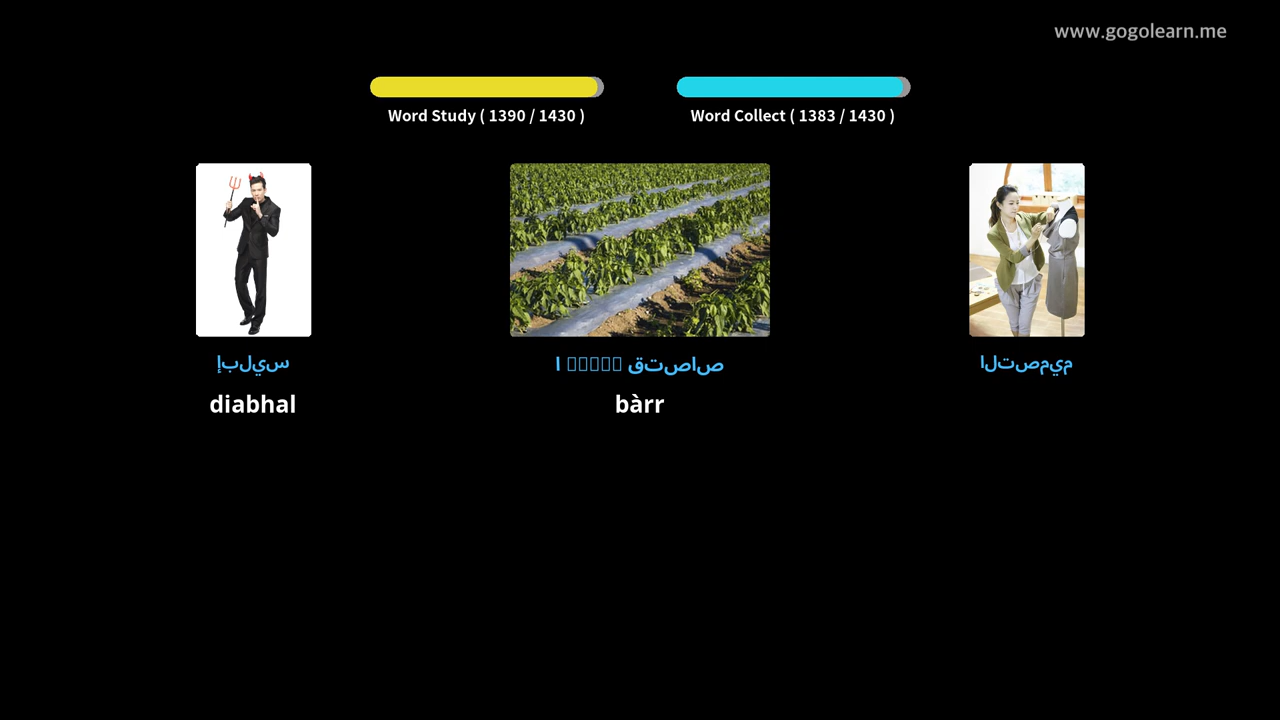 www.gogolearn.me
Word Study ( 1390 / 1430 )
Word Collect ( 1383 / 1430 )
إبليس
ا قتصاص
التصميم
diabhal
bàrr